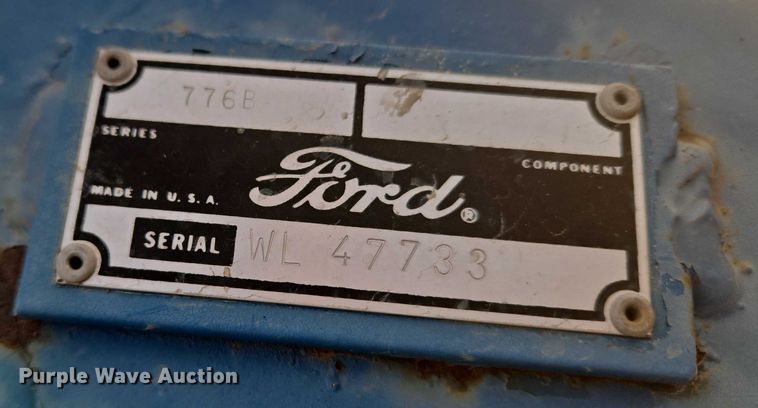 776B
SERIES
COMPONENT
Ford®
MADE IN U.S.A.
SERIAL WL 47733
Purple Wave Auction